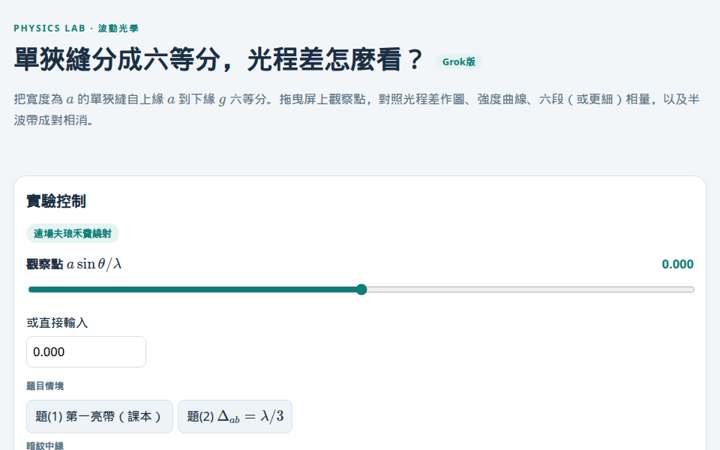 PHYSICS LAB · 波動光學
單狹縫分成六等分，光程差怎麼看？ Grok版
把寬度為 a 的單狹縫自上緣 a 到下緣 g 六等分。拖曳屏上觀察點，對照光程差作圖、強度曲線、六段（或更細）相量，以及半
波帶成對相消。
實驗控制
遠場夫琅禾費繞射
觀察點 a sin θ/λ 0.000
或直接輸入
0.000
題目情境
題(1) 第一亮帶（課本） 題(2) Δab = λ/3
暗紋中線